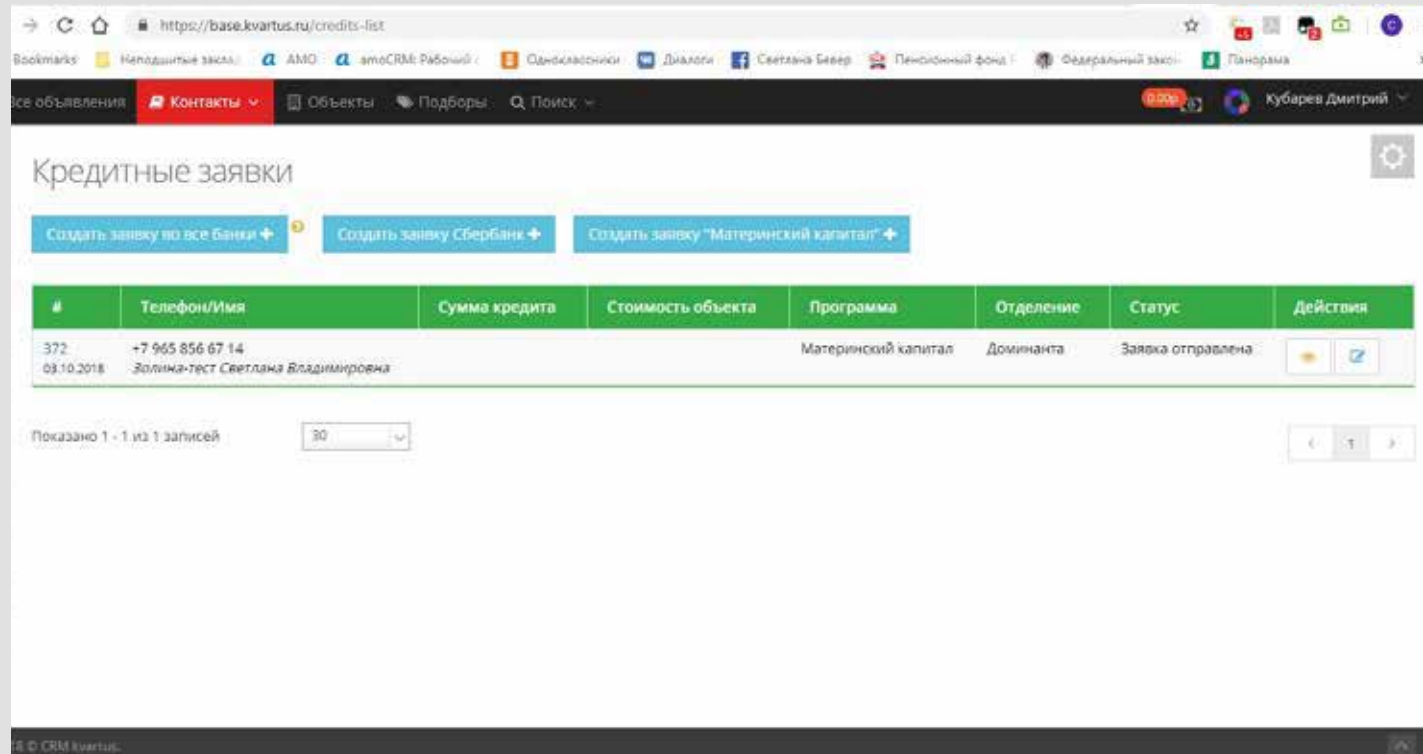 https://base.kvartus.ru/credits-list
Bookmarks АМО amoCRM: Рабочий Одноклассники Диалоги Светлана Бевер Пенсионный фонд Федеральный закон Панорама
Все объявления Контакты Объекты Подборы Поиск 0.00р Кубарев Дмитрий
Кредитные заявки
Создать заявку во все банки + Создать заявку Сбербанк + Создать заявку "Материнский капитал" +
# Телефон/Имя Сумма кредита Стоимость объекта Программа Отделение Статус Действия
372 +7 965 856 67 14 Материнский капитал Доминанта Заявка отправлена
03.10.2018 Золина-тест Светлана Владимировна
Показано 1 - 1 из 1 записей 30 < 1 >
© CRM kvartus.